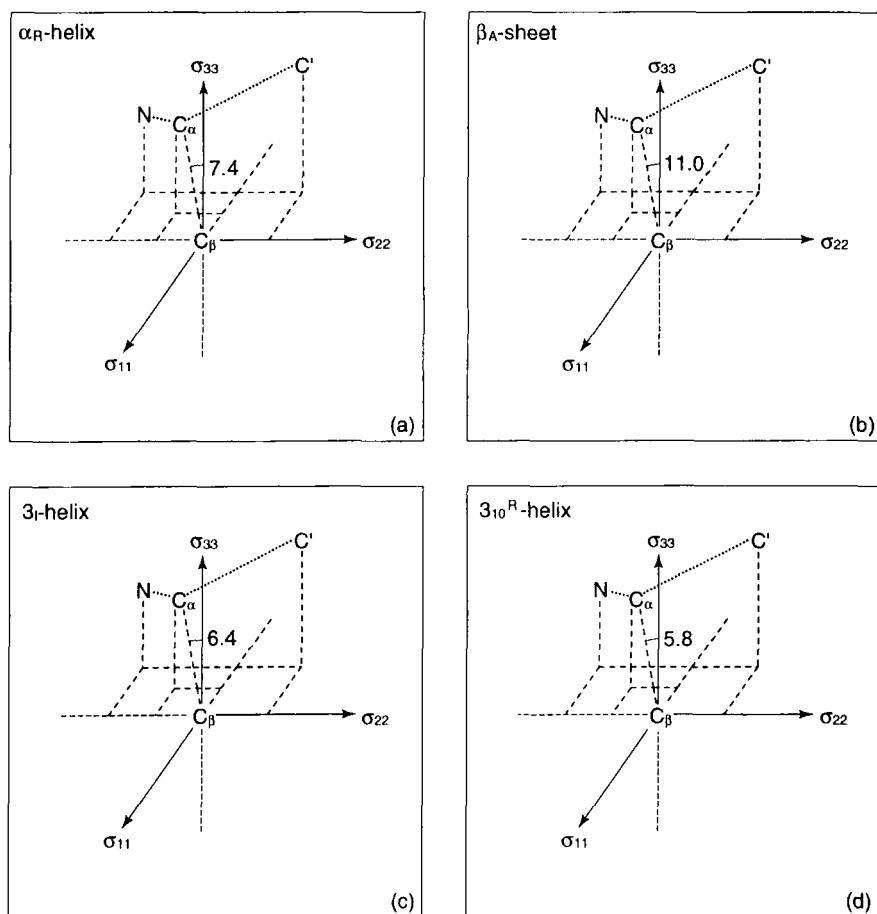 αR-helix
σ33
C'
N
Cα
7.4
Cβ
σ22
σ11
(a)
βA-sheet
σ33
C'
N
Cα
11.0
Cβ
σ22
σ11
(b)
3I-helix
σ33
C'
N
Cα
6.4
Cβ
σ22
σ11
(c)
310R-helix
σ33
C'
N
Cα
5.8
Cβ
σ22
σ11
(d)